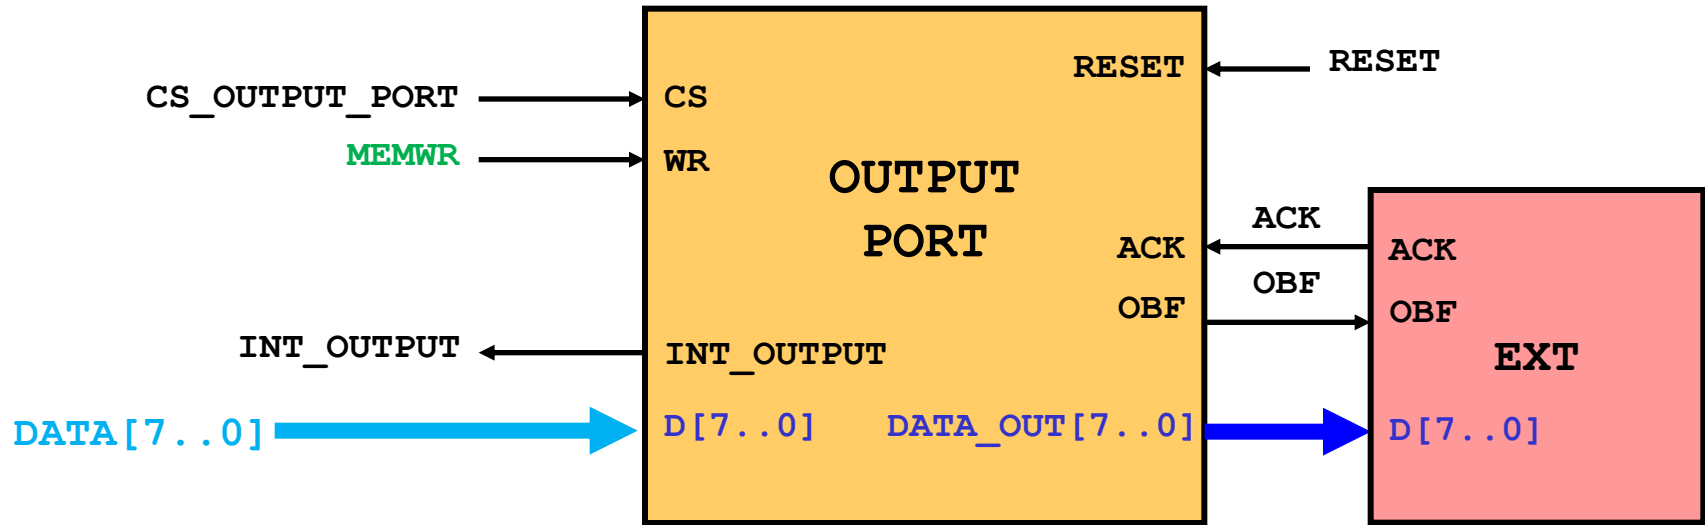 RESET
RESET
CS_OUTPUT_PORT
CS
MEMWR
WR
OUTPUT
PORT
ACK
ACK
ACK
OBF
OBF
OBF
INT_OUTPUT
INT_OUTPUT
EXT
DATA[7..0]
D[7..0]
DATA_OUT[7..0]
D[7..0]